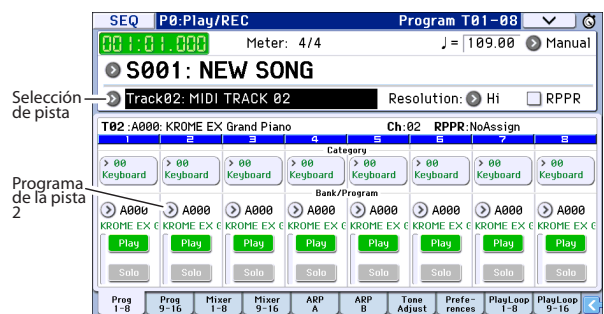 SEQ P0:Play/REC Program T01-08
001:01.000 Meter: 4/4 ♩= 109.00 Manual
S001: NEW SONG
Selección de pista
Track02: MIDI TRACK 02 Resolution: Hi RPPR
T02:A000: KROME EX Grand Piano Ch:02 RPPR:NoAssign
1 2 3 4 5 6 7 8
Category
> 00 > 00 > 00 > 00 > 00 > 00 > 00 > 00
Keyboard Keyboard Keyboard Keyboard Keyboard Keyboard Keyboard Keyboard
Bank/Program
Programa de la pista 2
A000 A000 A000 A000 A000 A000 A000 A000
KROME EX G KROME EX G KROME EX G KROME EX G KROME EX G KROME EX G KROME EX G KROME EX G
Play Play Play Play Play Play Play Play
Solo Solo Solo Solo Solo Solo Solo Solo
Prog 1-8 Prog 9-16 Mixer 1-8 Mixer 9-16 ARP A ARP B Tone Adjust Prefe-rences PlayLoop 1-8 PlayLoop 9-16